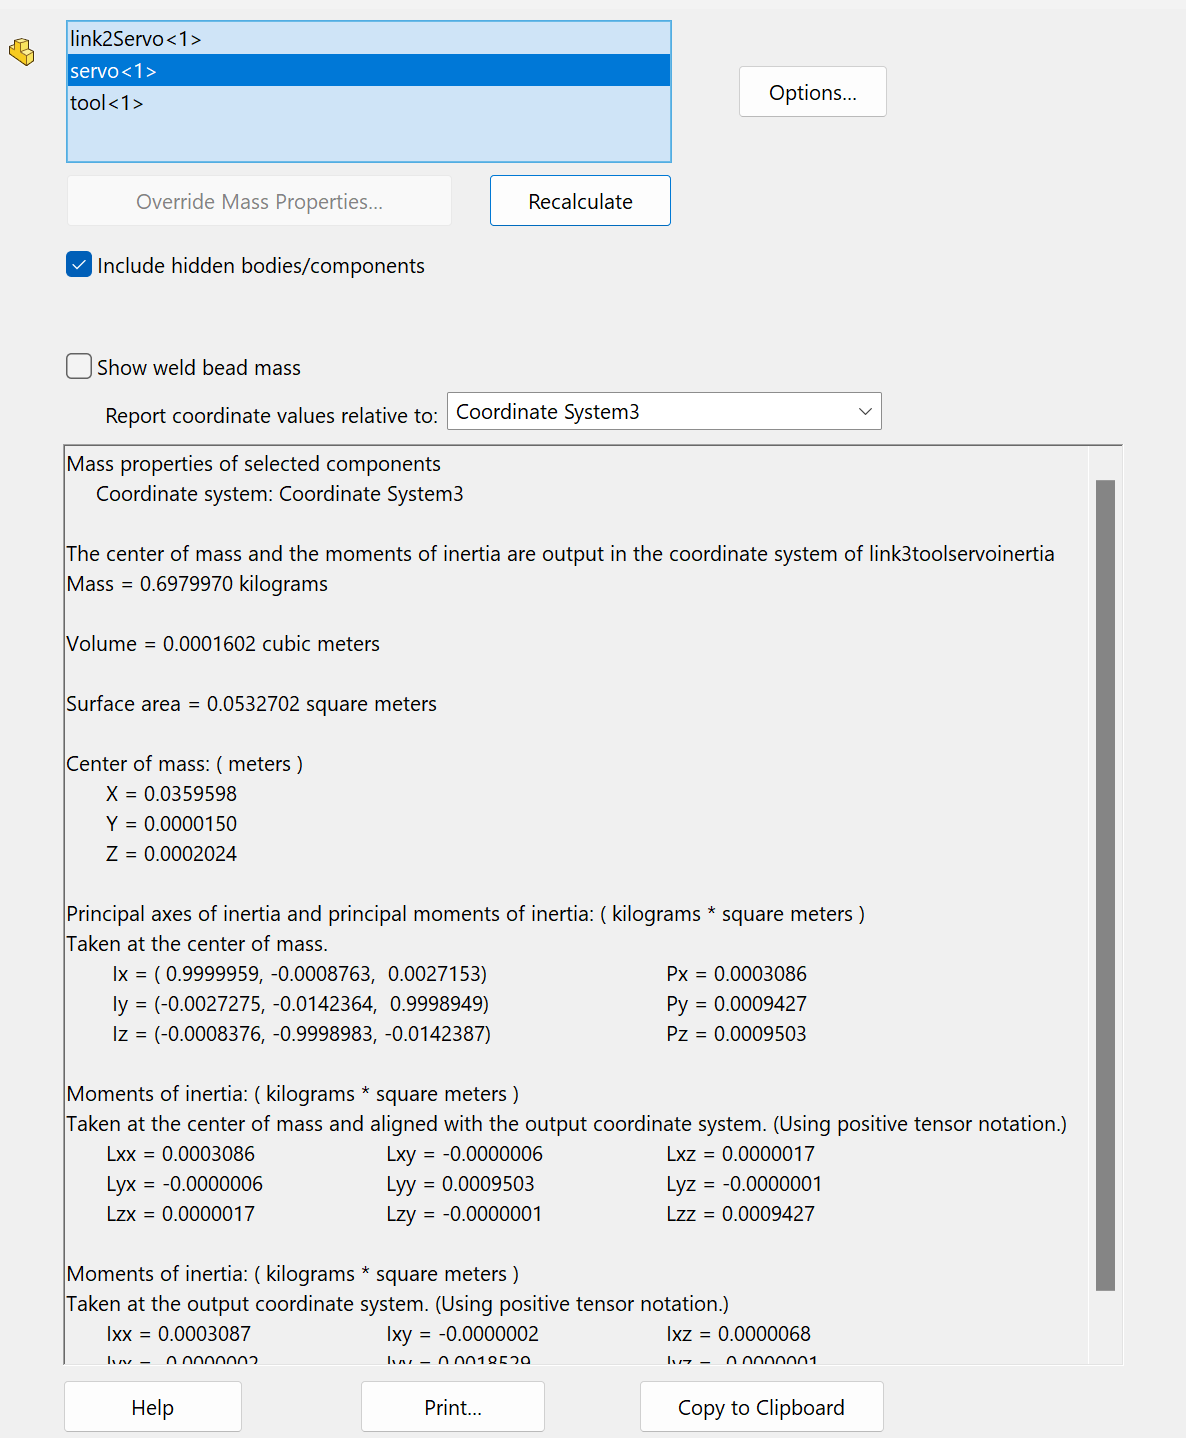 link2Servo<1>
servo<1>
tool<1>
Options...
Override Mass Properties...
Recalculate
Include hidden bodies/components
Show weld bead mass
Report coordinate values relative to: Coordinate System3
Mass properties of selected components
Coordinate system: Coordinate System3
The center of mass and the moments of inertia are output in the coordinate system of link3toolservoinertia
Mass = 0.6979970 kilograms
Volume = 0.0001602 cubic meters
Surface area = 0.0532702 square meters
Center of mass: ( meters )
X = 0.0359598
Y = 0.0000150
Z = 0.0002024
Principal axes of inertia and principal moments of inertia: ( kilograms * square meters )
Taken at the center of mass.
Ix = ( 0.9999959, -0.0008763, 0.0027153) Px = 0.0003086
Iy = (-0.0027275, -0.0142364, 0.9998949) Py = 0.0009427
Iz = (-0.0008376, -0.9998983, -0.0142387) Pz = 0.0009503
Moments of inertia: ( kilograms * square meters )
Taken at the center of mass and aligned with the output coordinate system. (Using positive tensor notation.)
Lxx = 0.0003086 Lxy = -0.0000006 Lxz = 0.0000017
Lyx = -0.0000006 Lyy = 0.0009503 Lyz = -0.0000001
Lzx = 0.0000017 Lzy = -0.0000001 Lzz = 0.0009427
Moments of inertia: ( kilograms * square meters )
Taken at the output coordinate system. (Using positive tensor notation.)
Ixx = 0.0003087 Ixy = -0.0000002 Ixz = 0.0000068
Iyx = -0.0000002 Iyy = 0.0018529 Iyz = -0.0000001
Help
Print...
Copy to Clipboard